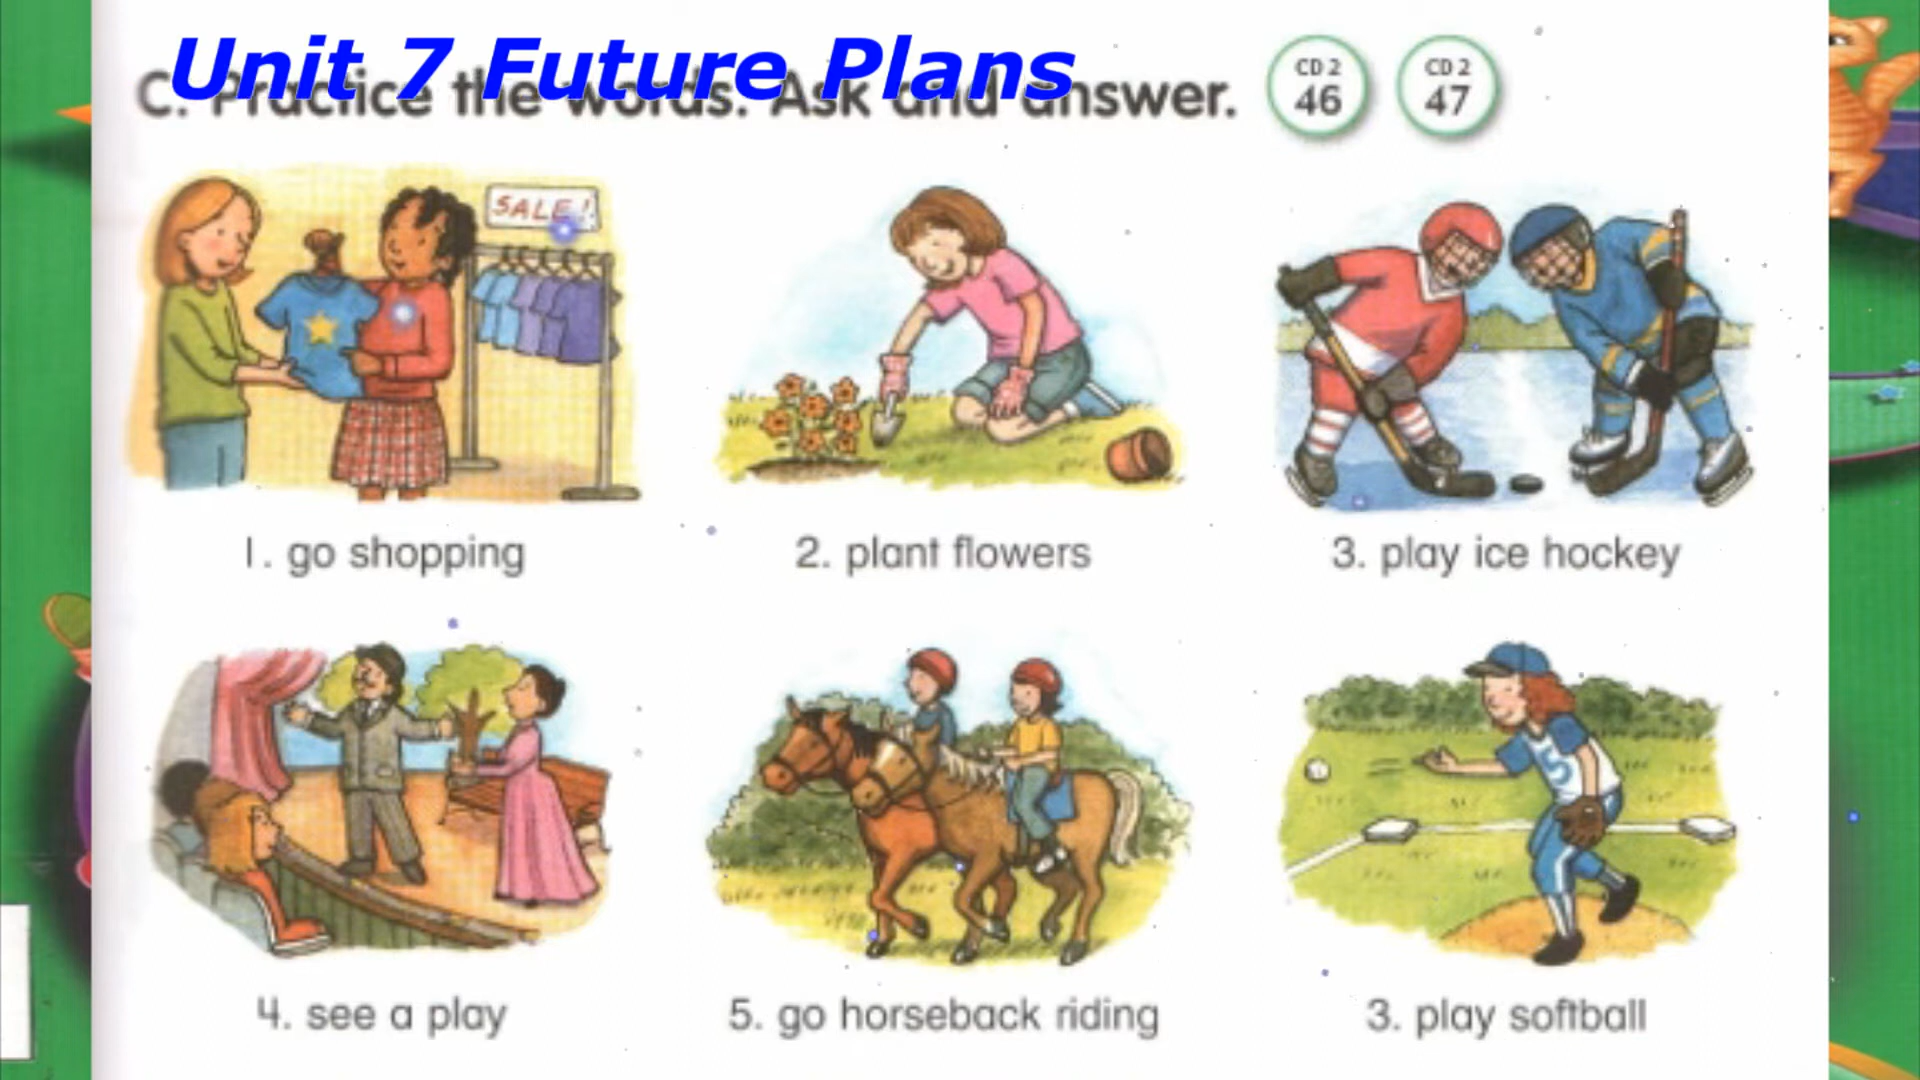 Unit 7 Future Plans
C. Practice the words. Ask and answer.
CD 2
46
CD 2
47
SALE!
1. go shopping
2. plant flowers
3. play ice hockey
5
4. see a play
5. go horseback riding
3. play softball